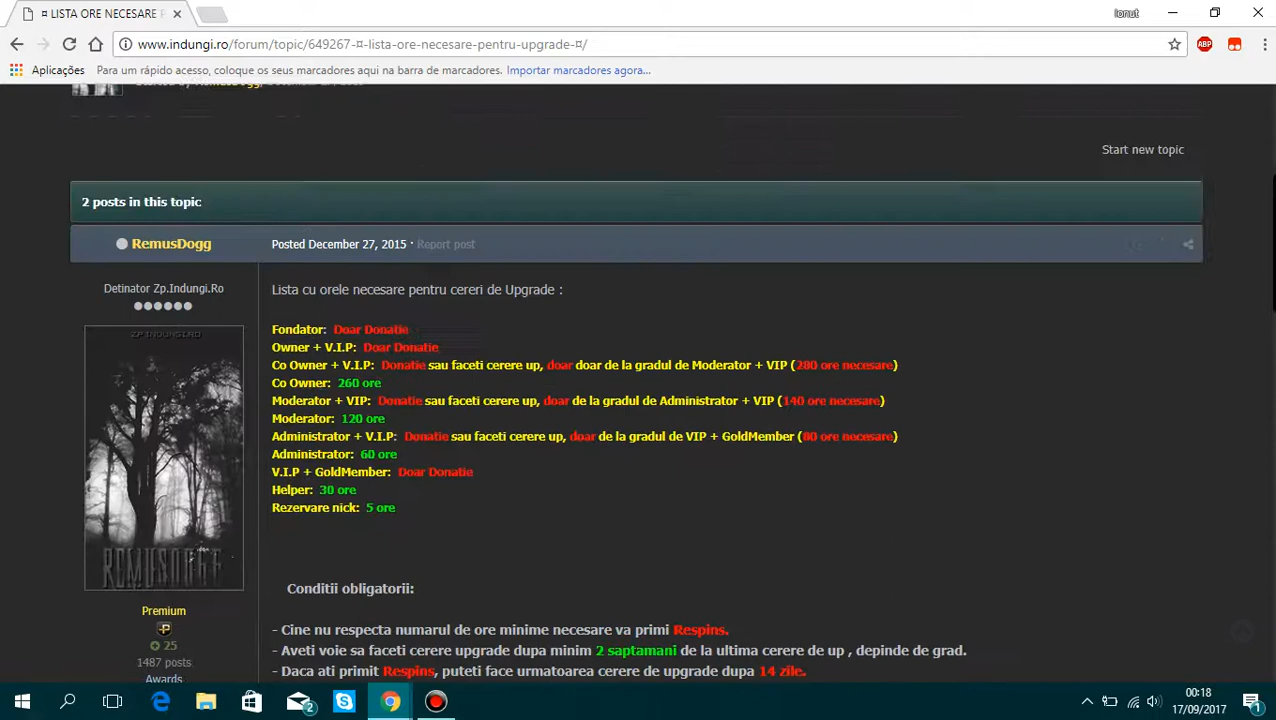 ¤ LISTA ORE NECESARE P
Ionut
www.indungi.ro/forum/topic/649267-¤-lista-ore-necesare-pentru-upgrade-¤/
ABP
Aplicações
Para um rápido acesso, coloque os seus marcadores aqui na barra de marcadores. Importar marcadores agora...
Start new topic
2 posts in this topic
RemusDogg
Posted December 27, 2015 · Report post
Detinator Zp.Indungi.Ro
Lista cu orele necesare pentru cereri de Upgrade :
ZP.INDUNGI.RO
Fondator: Doar Donatie
Owner + V.I.P: Doar Donatie
Co Owner + V.I.P: Donatie sau faceti cerere up, doar doar de la gradul de Moderator + VIP (280 ore necesare)
Co Owner: 260 ore
Moderator + VIP: Donatie sau faceti cerere up, doar de la gradul de Administrator + VIP (140 ore necesare)
Moderator: 120 ore
Administrator + V.I.P: Donatie sau faceti cerere up, doar de la gradul de VIP + GoldMember (80 ore necesare)
Administrator: 60 ore
V.I.P + GoldMember: Doar Donatie
Helper: 30 ore
Rezervare nick: 5 ore
REMUSDOGG
Conditii obligatorii:
Premium
- Cine nu respecta numarul de ore minime necesare va primi Respins.
25
- Aveti voie sa faceti cerere upgrade dupa minim 2 saptamani de la ultima cerere de up , depinde de grad.
1487 posts
- Daca ati primit Respins, puteti face urmatoarea cerere de upgrade dupa 14 zile.
Awards
2
00:18
17/09/2017
1